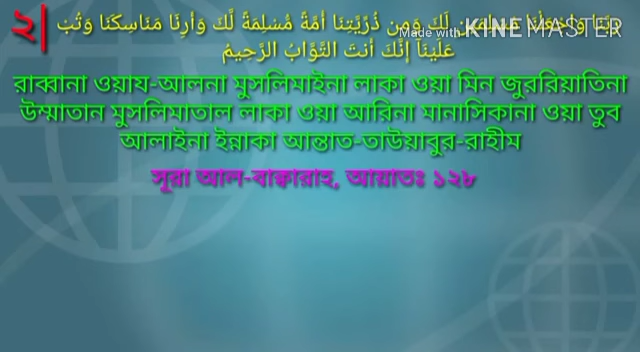 ২|
رَبَّنَا وَاجْعَلْنَا مُسْلِمَيْنِ لَكَ وَمِن ذُرِّيَّتِنَا أُمَّةً مُّسْلِمَةً لَّكَ وَأَرِنَا مَنَاسِكَنَا وَتُبْ
عَلَيْنَآ إِنَّكَ أَنتَ التَّوَّابُ الرَّحِيمُ
Made with KINEMASTER
রাব্বানা ওয়ায-আলনা মুসলিমাইনা লাকা ওয়া মিন জুররিয়াতিনা
উম্মাতান মুসলিমাতাল লাকা ওয়া আরিনা মানাসিকানা ওয়া তুব
আলাইনা ইন্নাকা আন্তাত-তাউয়াবুর-রাহীম
সূরা আল-বাক্বারাহ, আয়াতঃ ১২৮